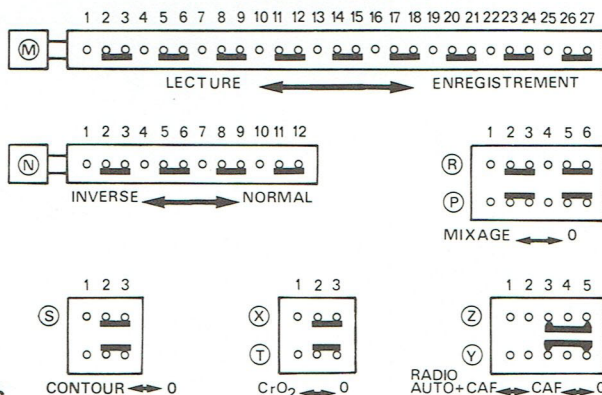 1 2 3 4 5 6 7 8 9 10 11 12 13 14 15 16 17 18 19 20 21 22 23 24 25 26 27
M
LECTURE ENREGISTREMENT
1 2 3 4 5 6 7 8 9 10 11 12
N
INVERSE NORMAL
1 2 3 4 5 6
R
P
MIXAGE 0
1 2 3
S
CONTOUR 0
1 2 3
X
T
CrO2 0
1 2 3 4 5
Z
Y
RADIO
AUTO+CAF CAF 0